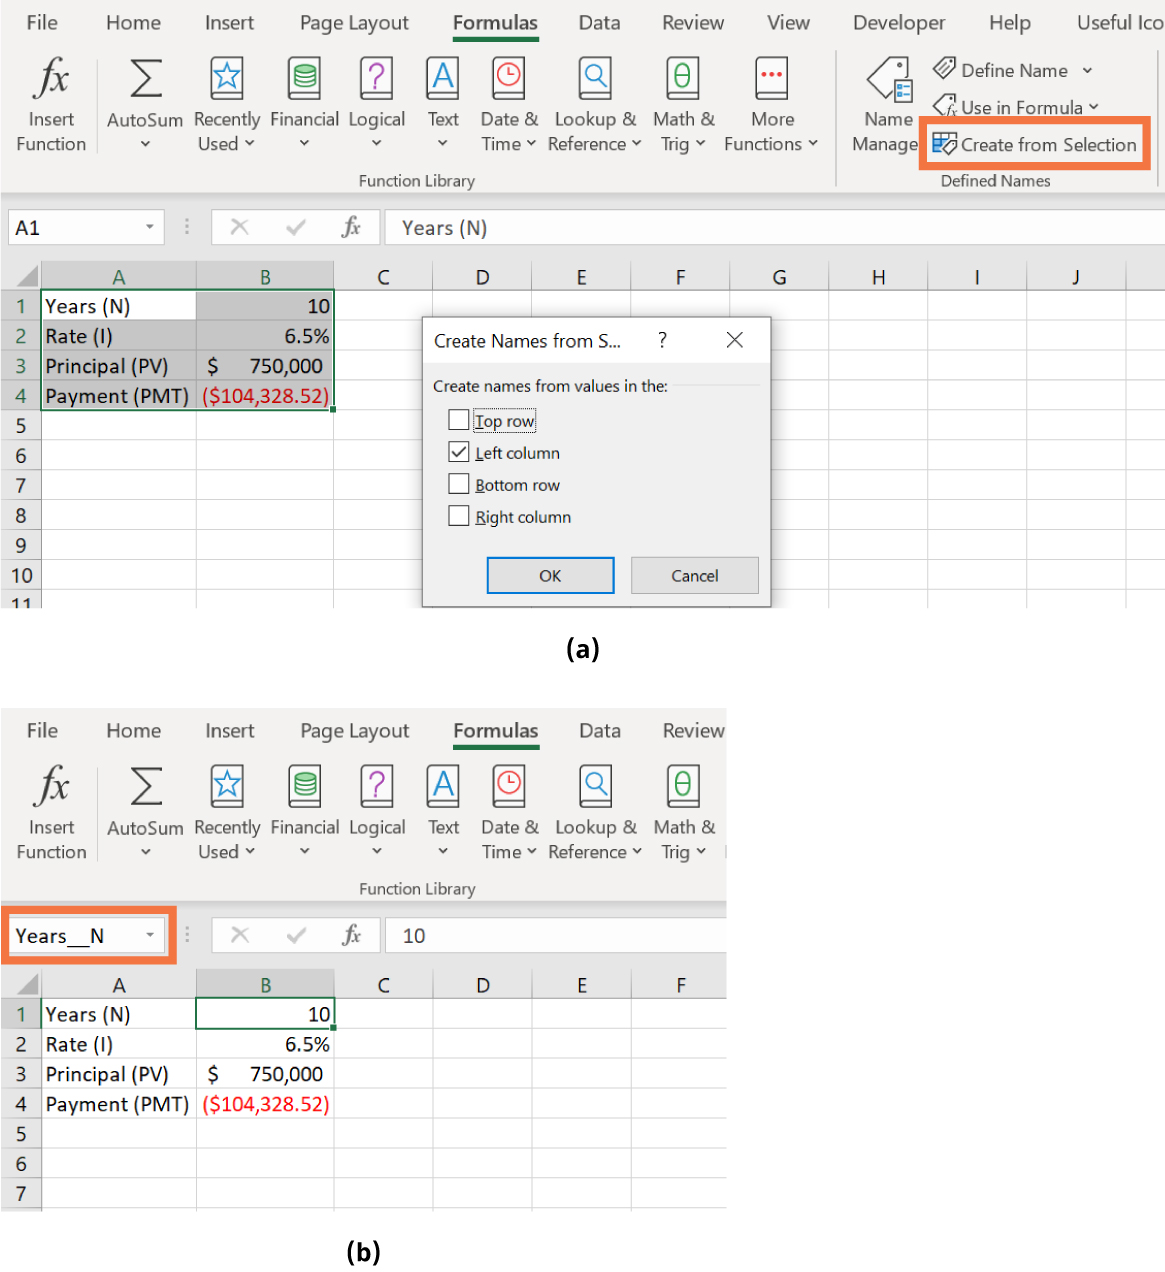 File Home Insert Page Layout Formulas Data Review View Developer Help Useful Ico
fx A ? A θ
Insert Function AutoSum Recently Used Financial Logical Text Date & Time Lookup & Reference Math & Trig More Functions
Name Manage
Define Name
fx Use in Formula
Create from Selection
Function Library Defined Names
A1 fx Years (N)
A B C D E F G H I J
1 Years (N) 10
2 Rate (I) 6.5%
3 Principal (PV) $ 750,000
4 Payment (PMT) ($104,328.52)
5
6
7
8
9
10
11
Create Names from S... ?
Create names from values in the:
Top row
Left column
Bottom row
Right column
OK Cancel
(a)
File Home Insert Page Layout Formulas Data Review
fx ? A θ
Insert Function AutoSum Recently Used Financial Logical Text Date & Time Lookup & Reference Math & Trig
Function Library
Years__N fx 10
A B C D E F
1 Years (N) 10
2 Rate (I) 6.5%
3 Principal (PV) $ 750,000
4 Payment (PMT) ($104,328.52)
5
6
7
(b)